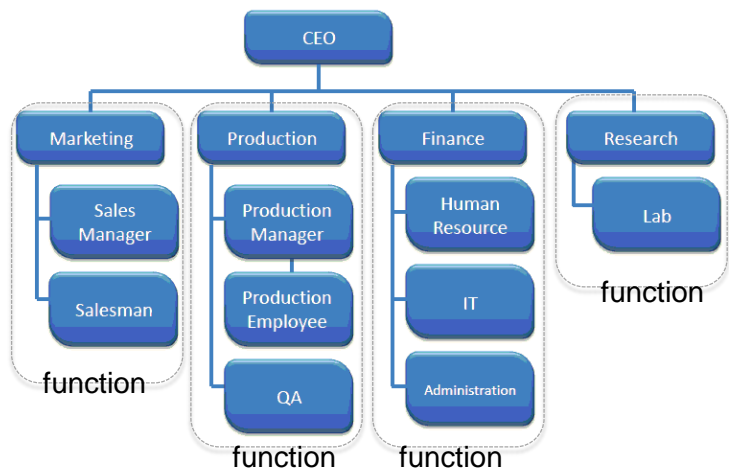 CEO
Marketing
Production
Finance
Research
Sales
Manager
Salesman
function
Production
Manager
Production
Employee
QA
function
Human
Resource
IT
Administration
function
Lab
function